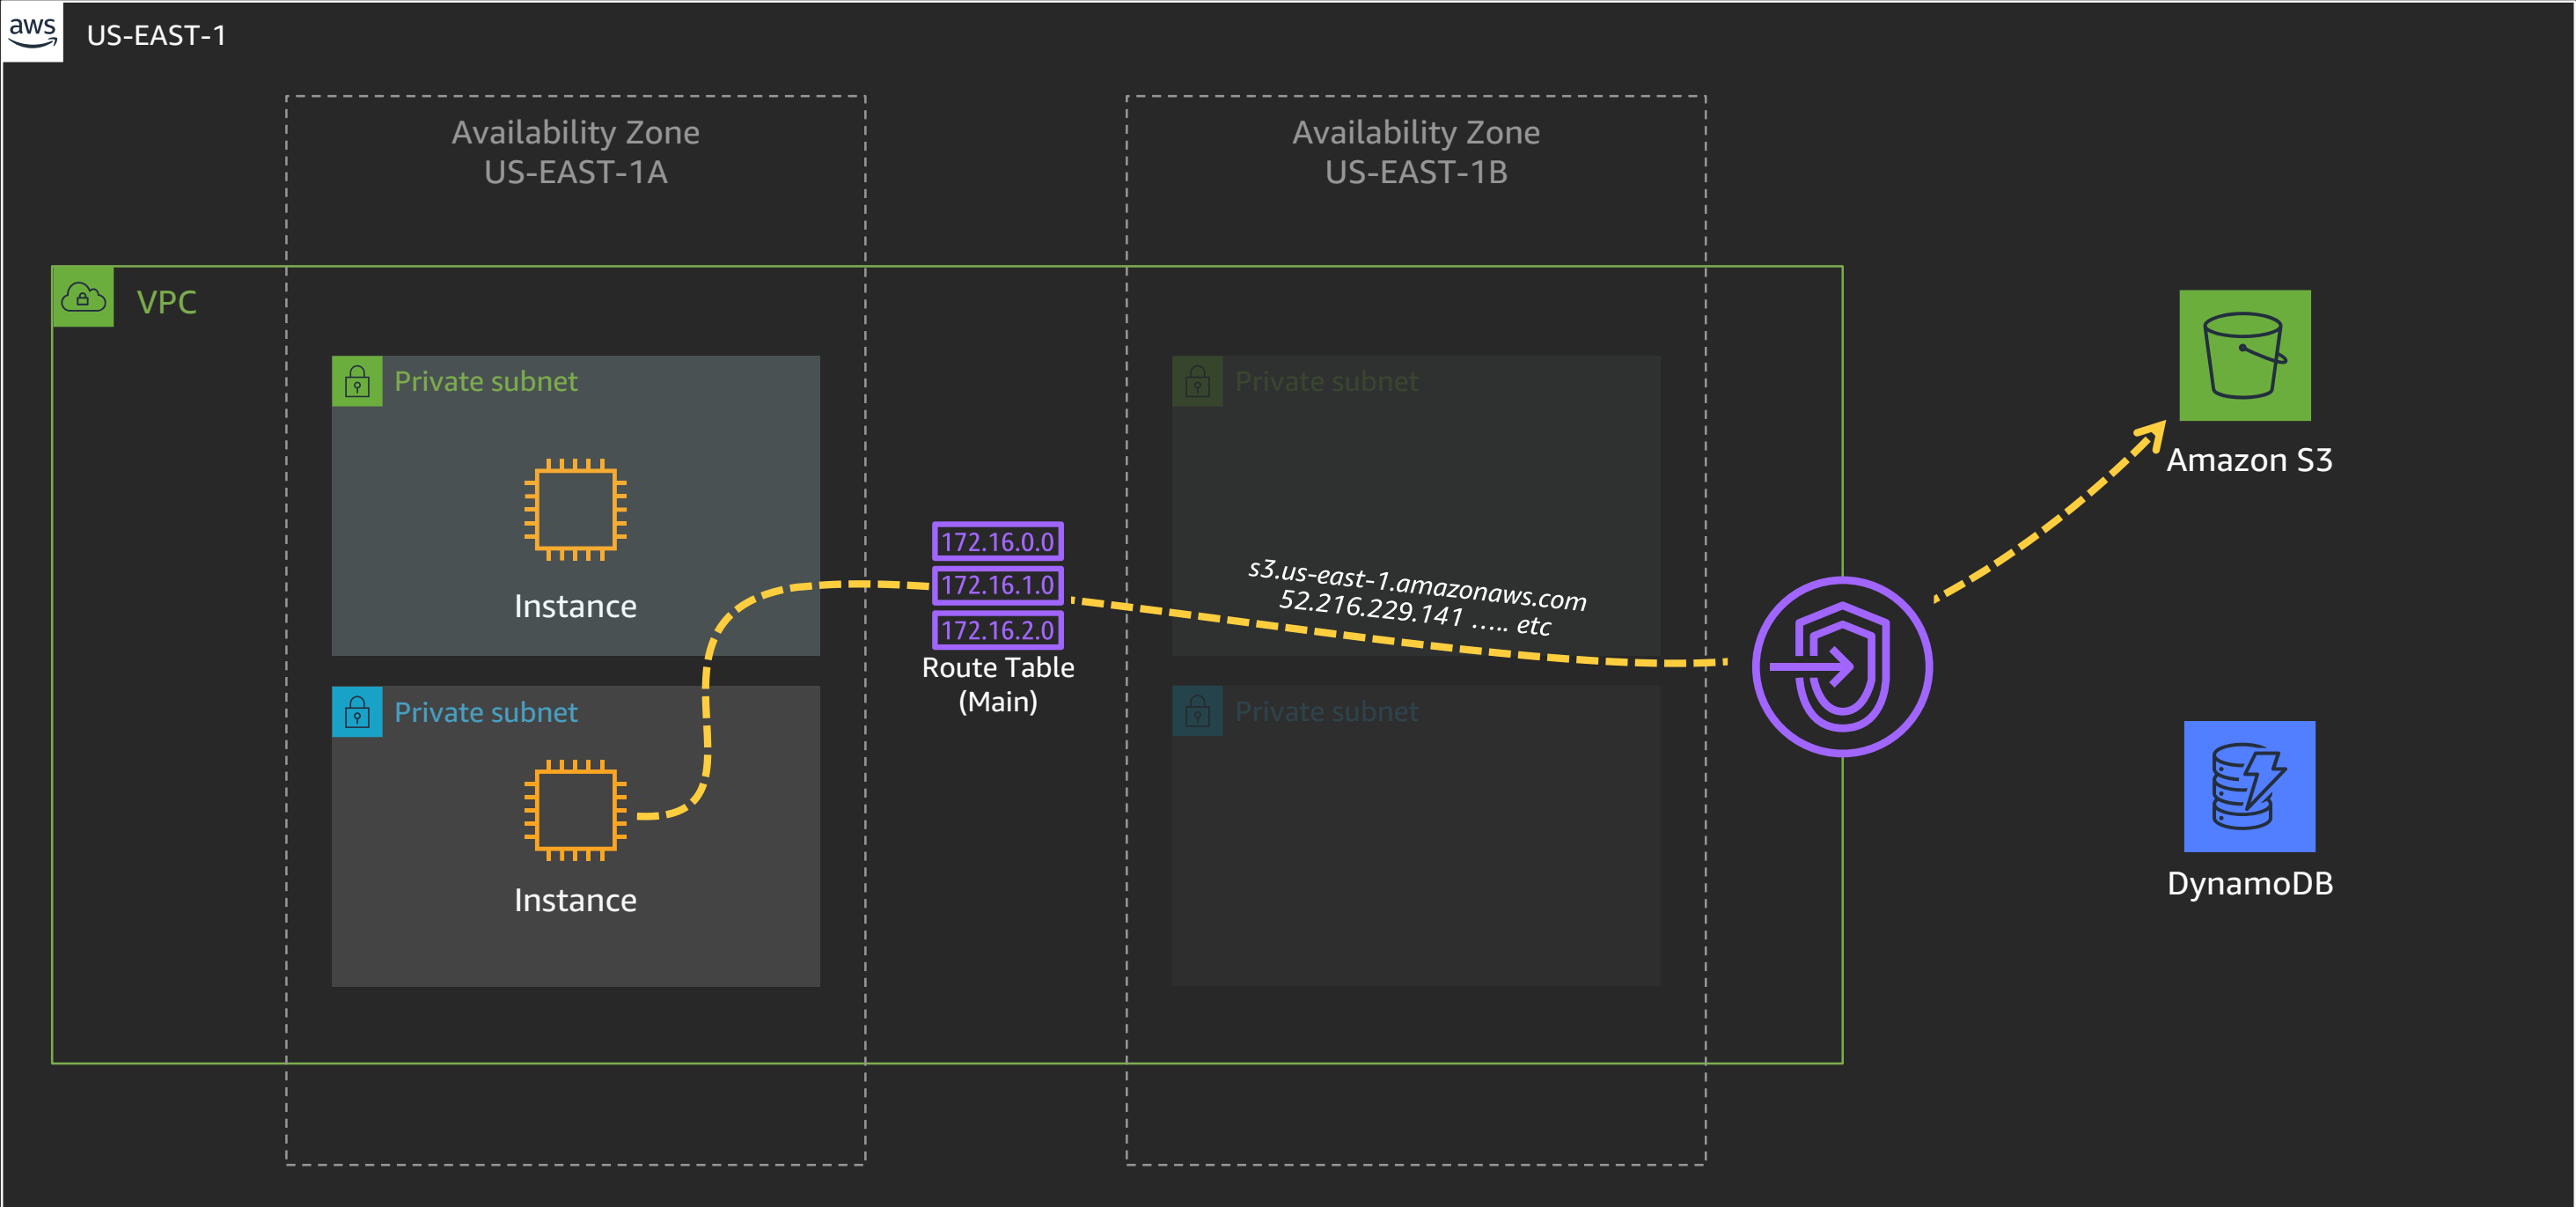 aws
US-EAST-1
Availability Zone
US-EAST-1A
Availability Zone
US-EAST-1B
VPC
Private subnet
Private subnet
Instance
Amazon S3
172.16.0.0
172.16.1.0
172.16.2.0
s3.us-east-1.amazonaws.com
52.216.229.141 ..... etc
Instance
Route Table
(Main)
Private subnet
Private subnet
Instance
DynamoDB